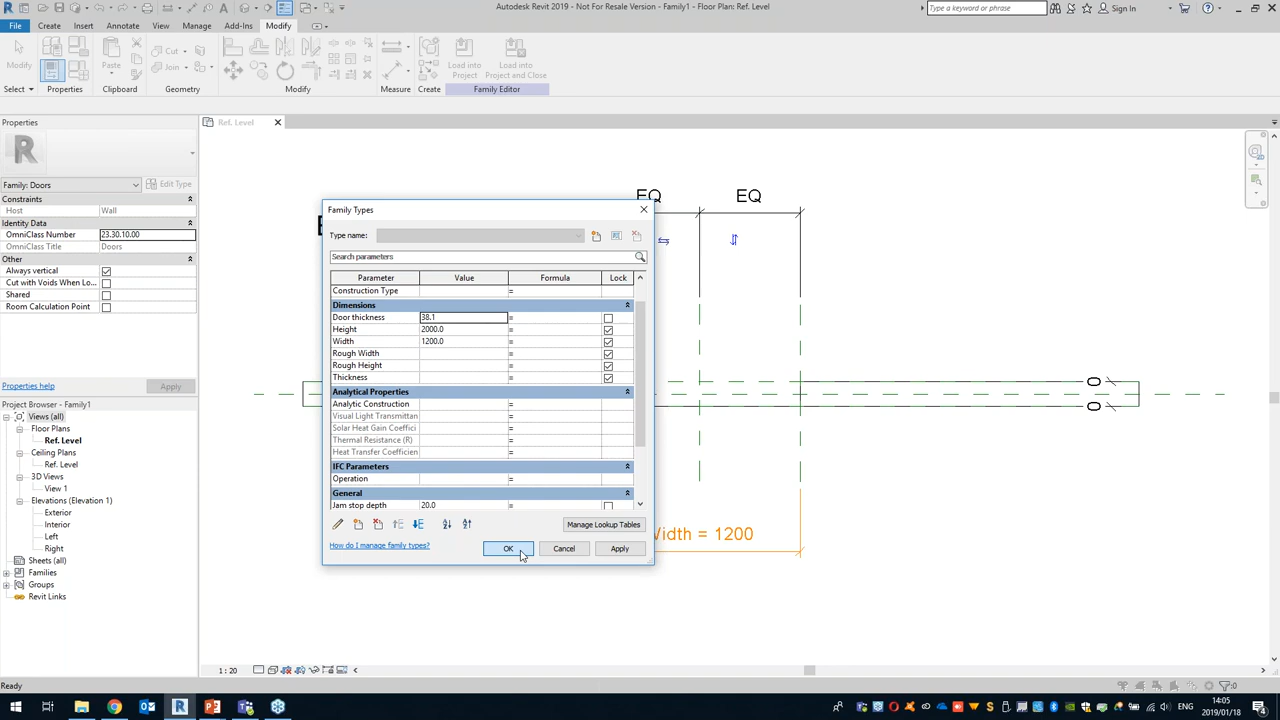 Autodesk Revit 2019 - Not For Resale Version - Family1 - Floor Plan: Ref. Level
Type a keyword or phrase
Sign In
File Create Insert Annotate View Manage Add-Ins Modify
Modify
Paste
Cut
Join
Load into Project
Load into Project and Close
Select Properties Clipboard Geometry Modify Measure Create Family Editor
Properties
Ref. Level
Family: Doors
Edit Type
Constraints
Host Wall
Identity Data
OmniClass Number 23.30.10.00
OmniClass Title Doors
Other
Always vertical
Cut with Voids When Lo...
Shared
Room Calculation Point
Properties help
Apply
Project Browser - Family1
Views (all)
Floor Plans
Ref. Level
Ceiling Plans
Ref. Level
3D Views
View 1
Elevations (Elevation 1)
Exterior
Interior
Left
Right
Sheets (all)
Families
Groups
Revit Links
EQ EQ
0
0
Width = 1200
Family Types
Type name:
Search parameters
Parameter Value Formula Lock
Construction Type =
Dimensions
Door thickness 38.1 =
Height 2000.0 =
Width 1200.0 =
Rough Width =
Rough Height =
Thickness =
Analytical Properties
Analytic Construction =
Visual Light Transmittan =
Solar Heat Gain Coeffici =
Thermal Resistance (R) =
Heat Transfer Coefficien =
IFC Parameters
Operation =
General
Jam stop depth 20.0 =
Manage Lookup Tables
How do I manage family types?
OK Cancel Apply
1 : 20
Ready
:0
ENG
14:05
2019/01/18
4